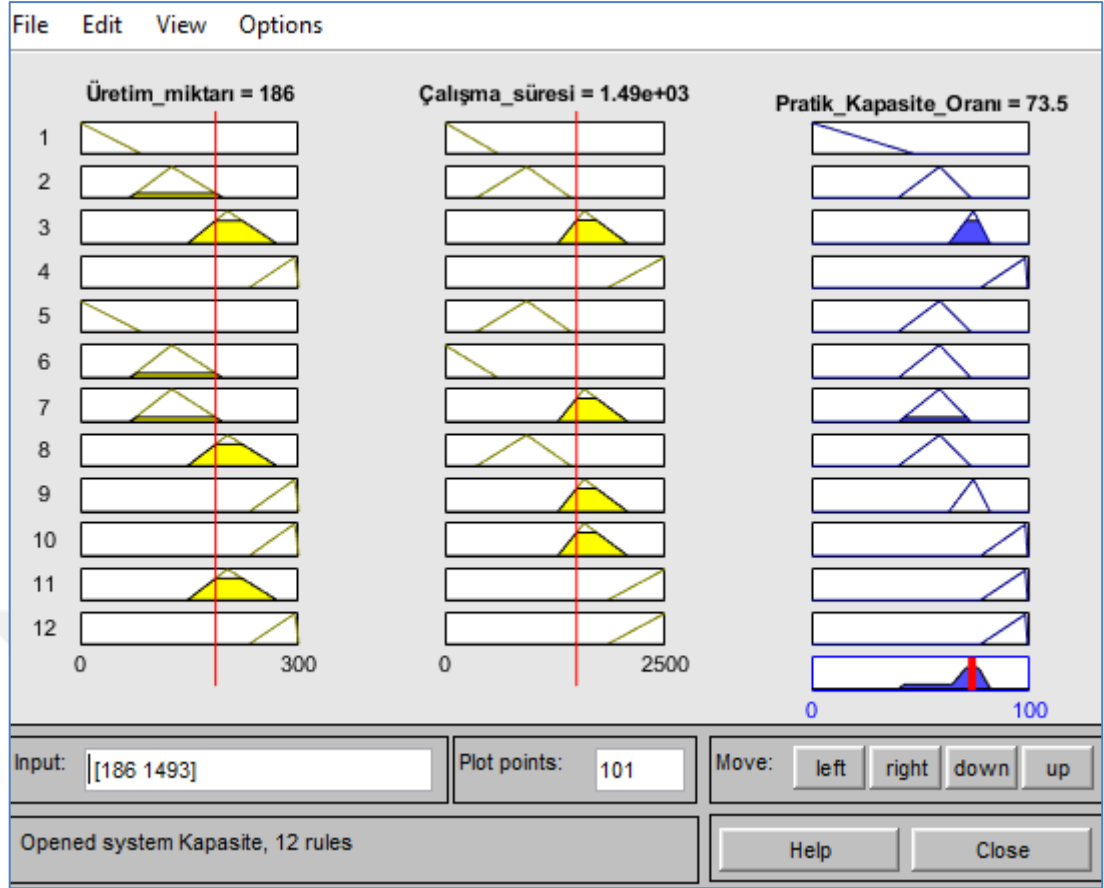 File Edit View Options
Üretim_miktarı = 186 Çalışma_süresi = 1.49e+03 Pratik_Kapasite_Oranı = 73.5
1
2
3
4
5
6
7
8
9
10
11
12
0 300 0 2500
0 100
Input: [186 1493] Plot points: 101 Move: left right down up
Opened system Kapasite, 12 rules Help Close